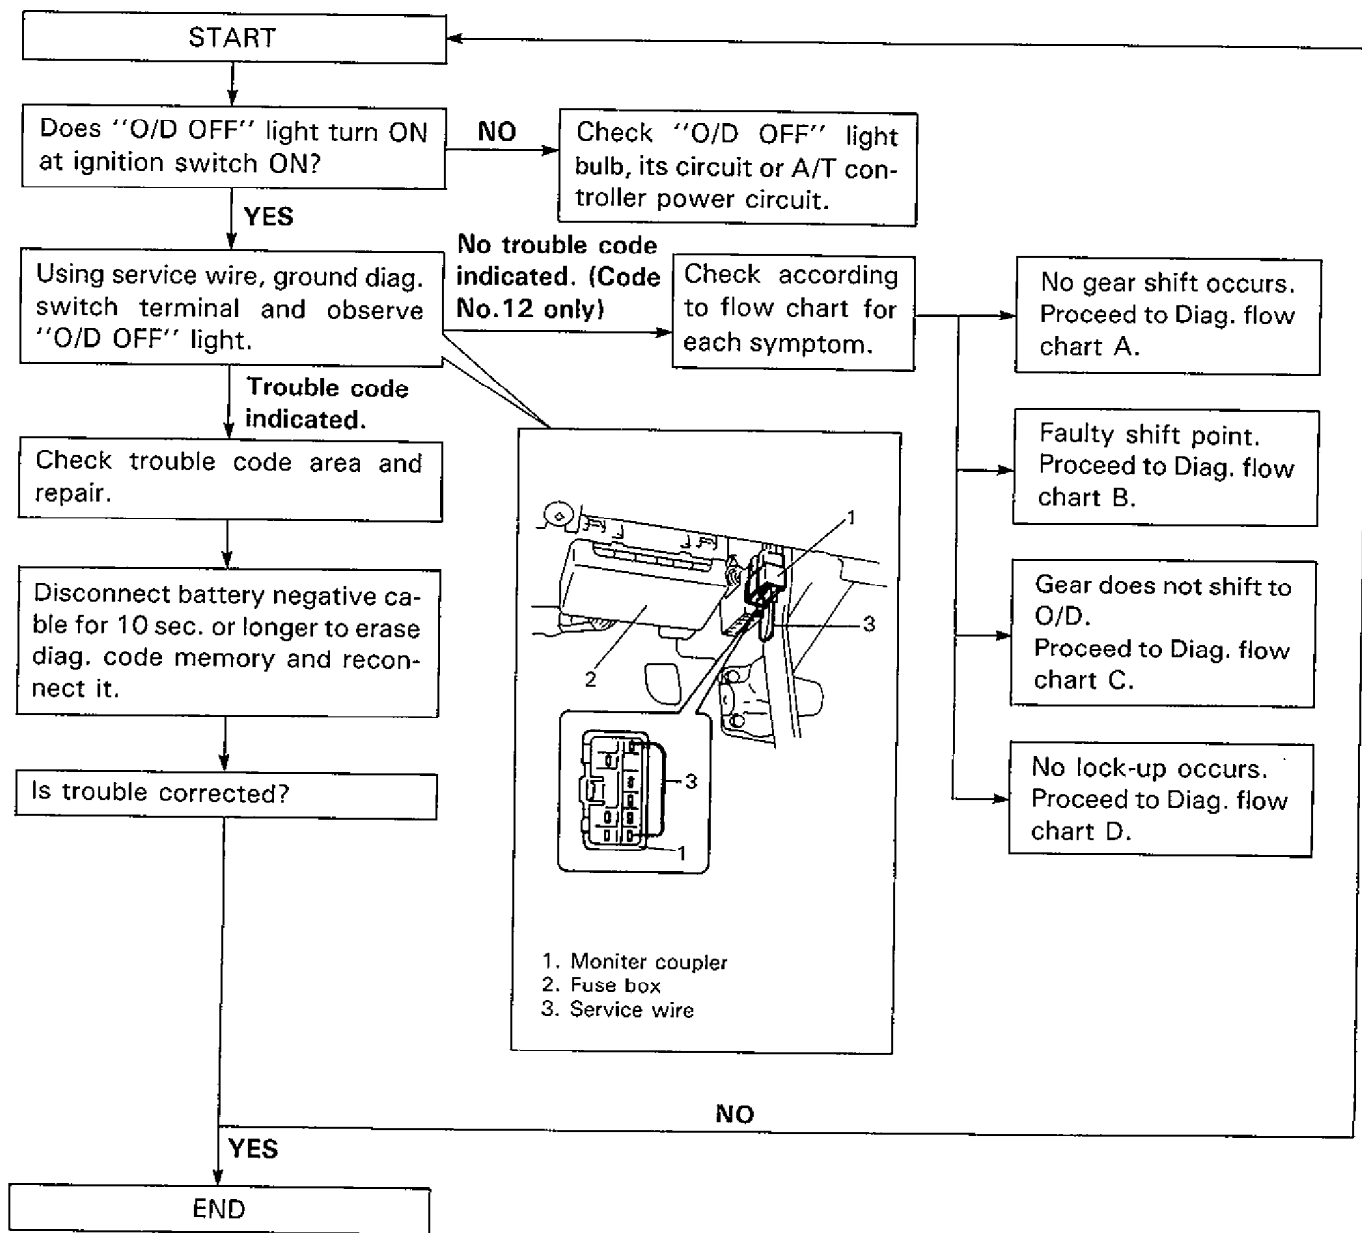 START
Does "O/D OFF" light turn ON
at ignition switch ON?
NO
Check "O/D OFF" light
bulb, its circuit or A/T con-
troller power circuit.
YES
Using service wire, ground diag.
switch terminal and observe
"O/D OFF" light.
No trouble code
indicated. (Code
No.12 only)
Check according
to flow chart for
each symptom.
No gear shift occurs.
Proceed to Diag. flow
chart A.
Faulty shift point.
Proceed to Diag. flow
chart B.
Gear does not shift to
O/D.
Proceed to Diag. flow
chart C.
No lock-up occurs.
Proceed to Diag. flow
chart D.
Trouble code
indicated.
Check trouble code area and
repair.
Disconnect battery negative ca-
ble for 10 sec. or longer to erase
diag. code memory and recon-
nect it.
Is trouble corrected?
1
3
2
3
1
1. Moniter coupler
2. Fuse box
3. Service wire
NO
YES
END